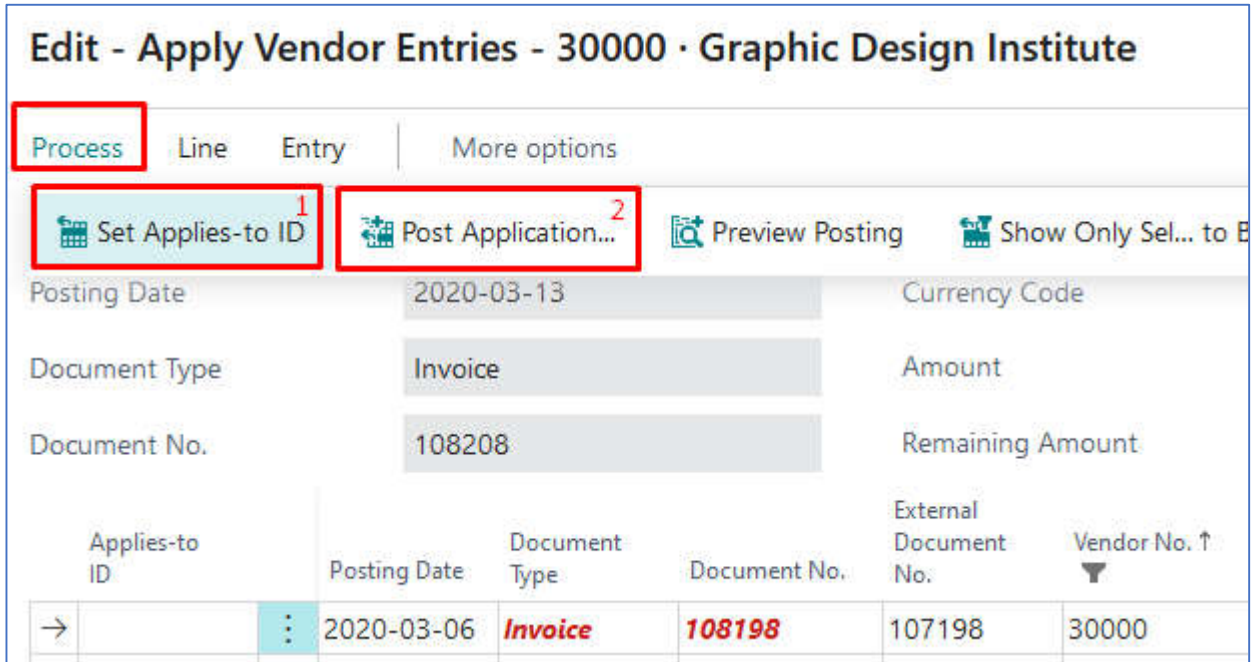 Edit - Apply Vendor Entries - 30000 · Graphic Design Institute
Process Line Entry More options
Set Applies-to ID 1 Post Application... 2 Preview Posting Show Only Sel... to B
Posting Date 2020-03-13 Currency Code
Document Type Invoice Amount
Document No. 108208 Remaining Amount
Applies-to ID Posting Date Document Type Document No. External Document No. Vendor No. ↑
→ 2020-03-06 Invoice 108198 107198 30000